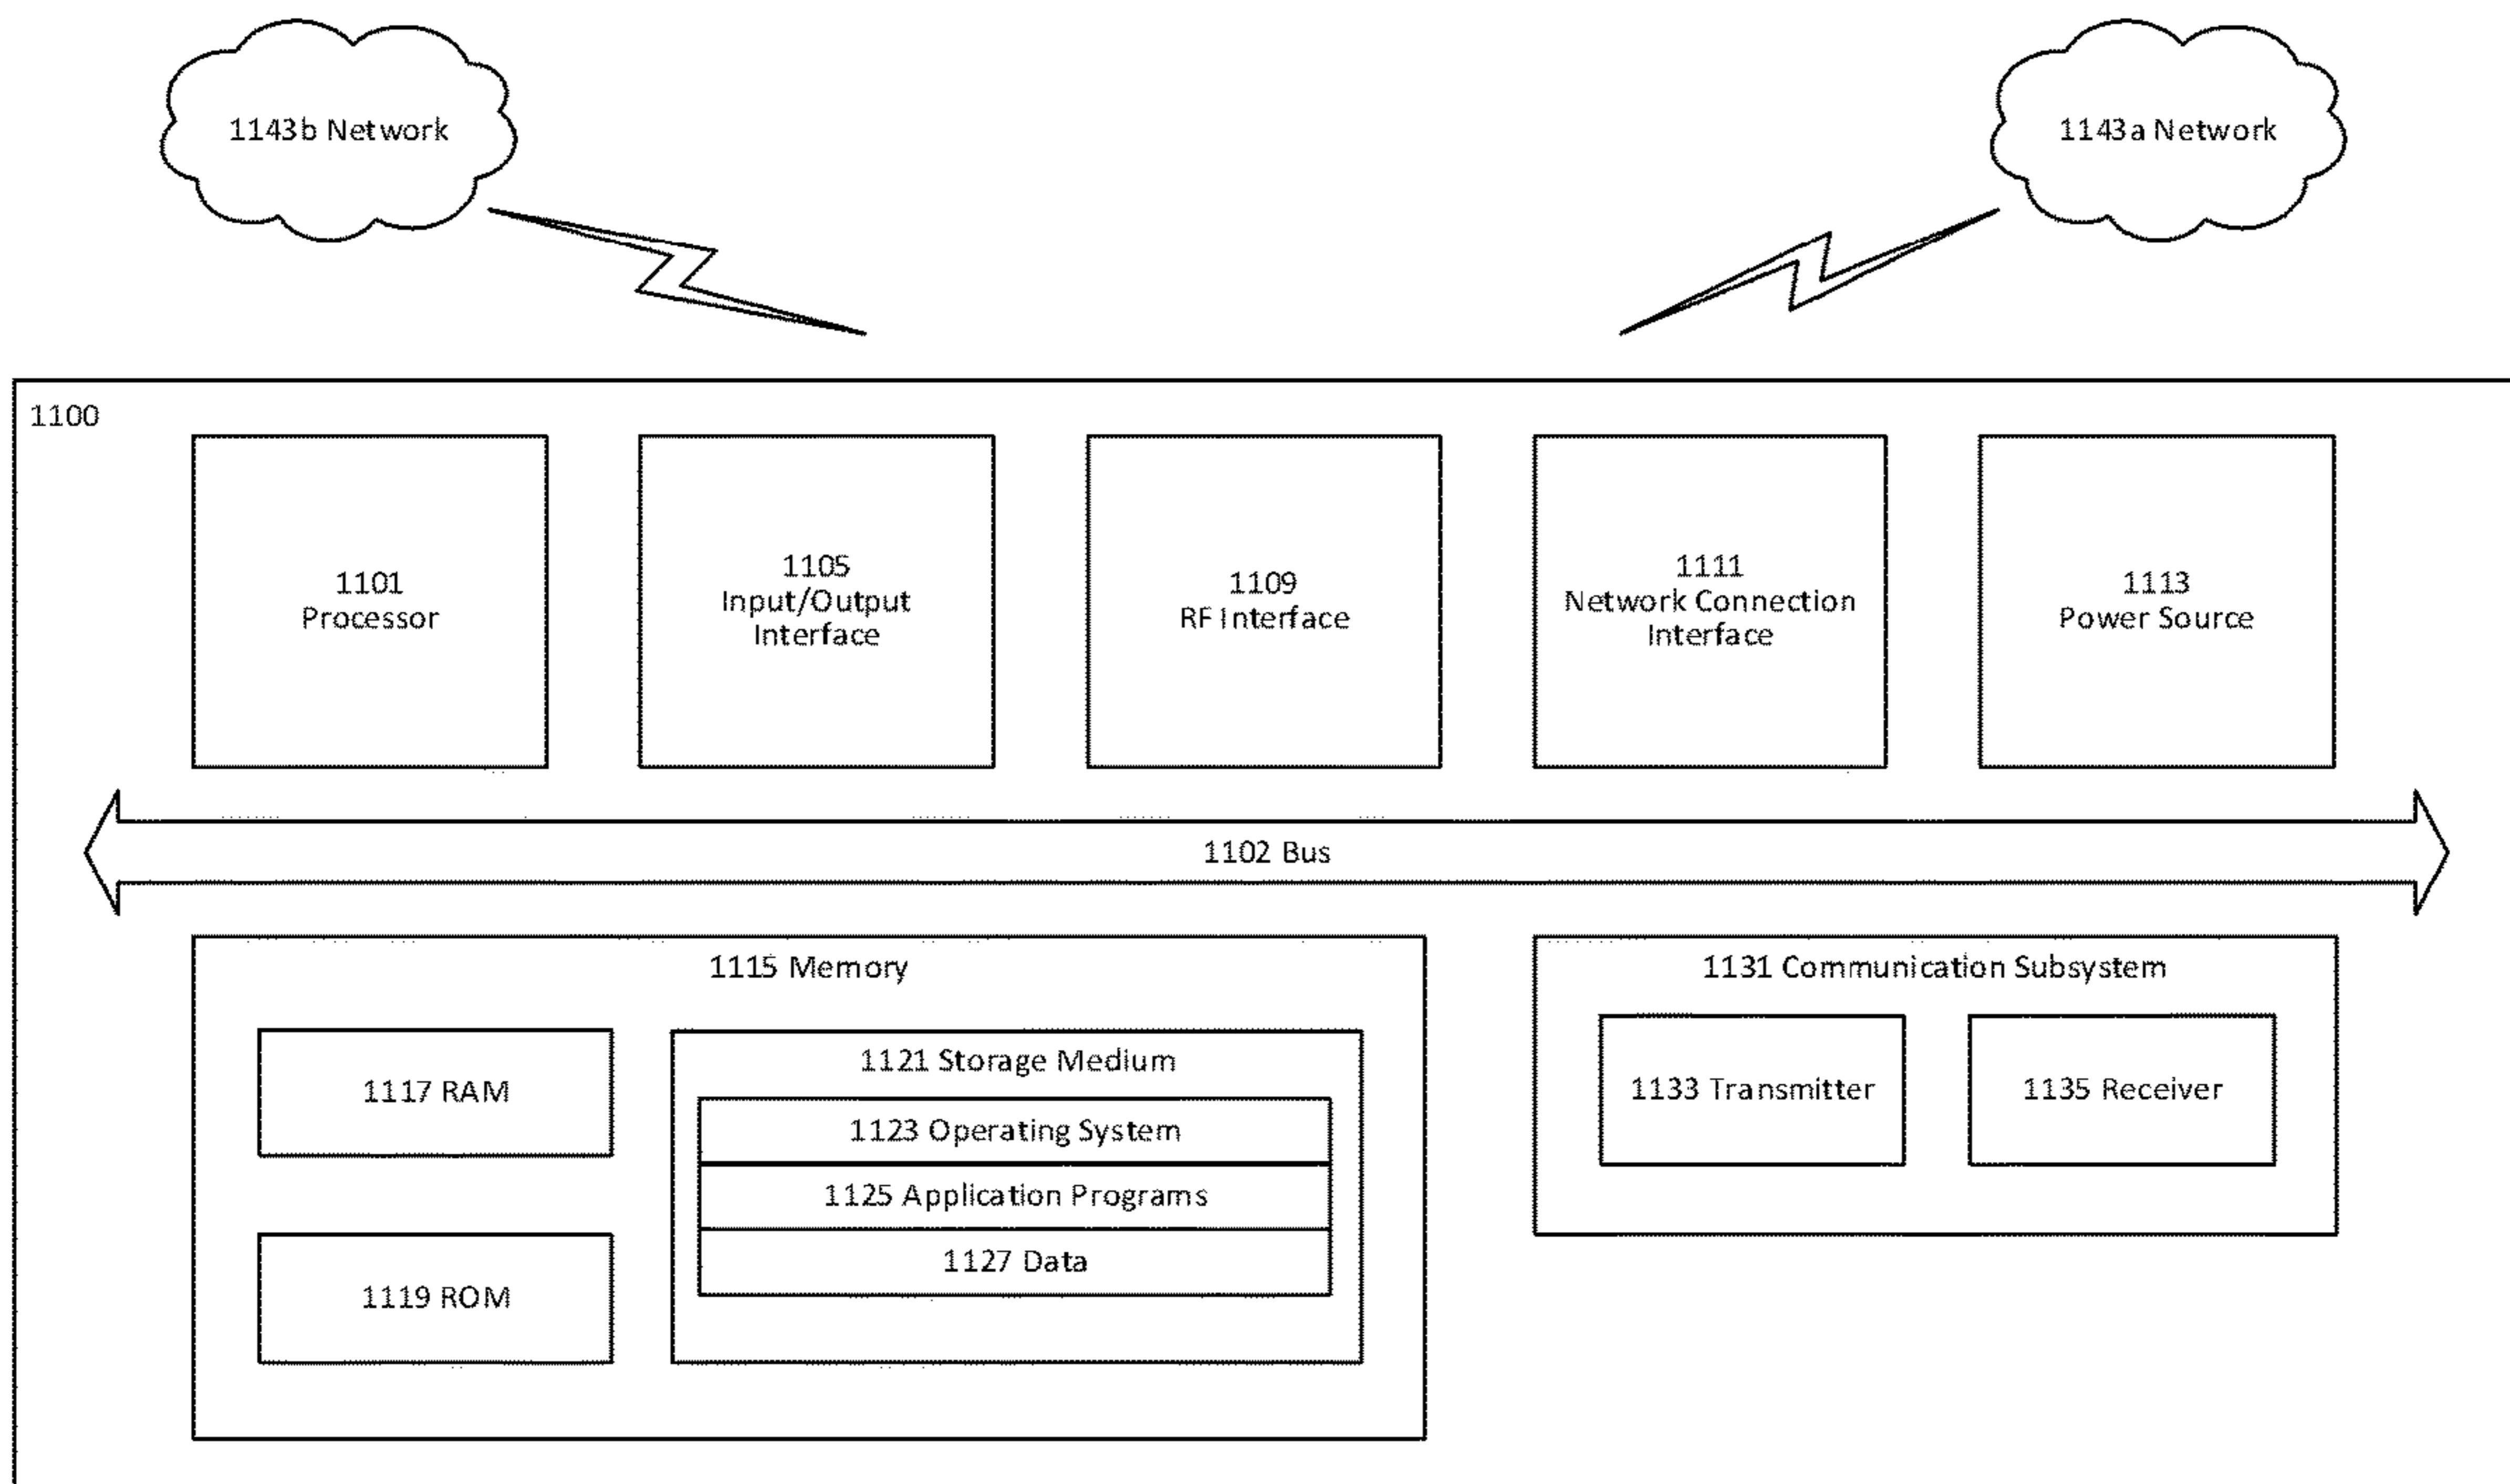 1143b Network
1143a Network
1100
1101
Processor
1105
Input/Output
Interface
1109
RF Interface
1111
Network Connection
Interface
1113
Power Source
1102 Bus
1115 Memory
1117 RAM
1119 ROM
1121 Storage Medium
1123 Operating System
1125 Application Programs
1127 Data
1131 Communication Subsystem
1133 Transmitter
1135 Receiver